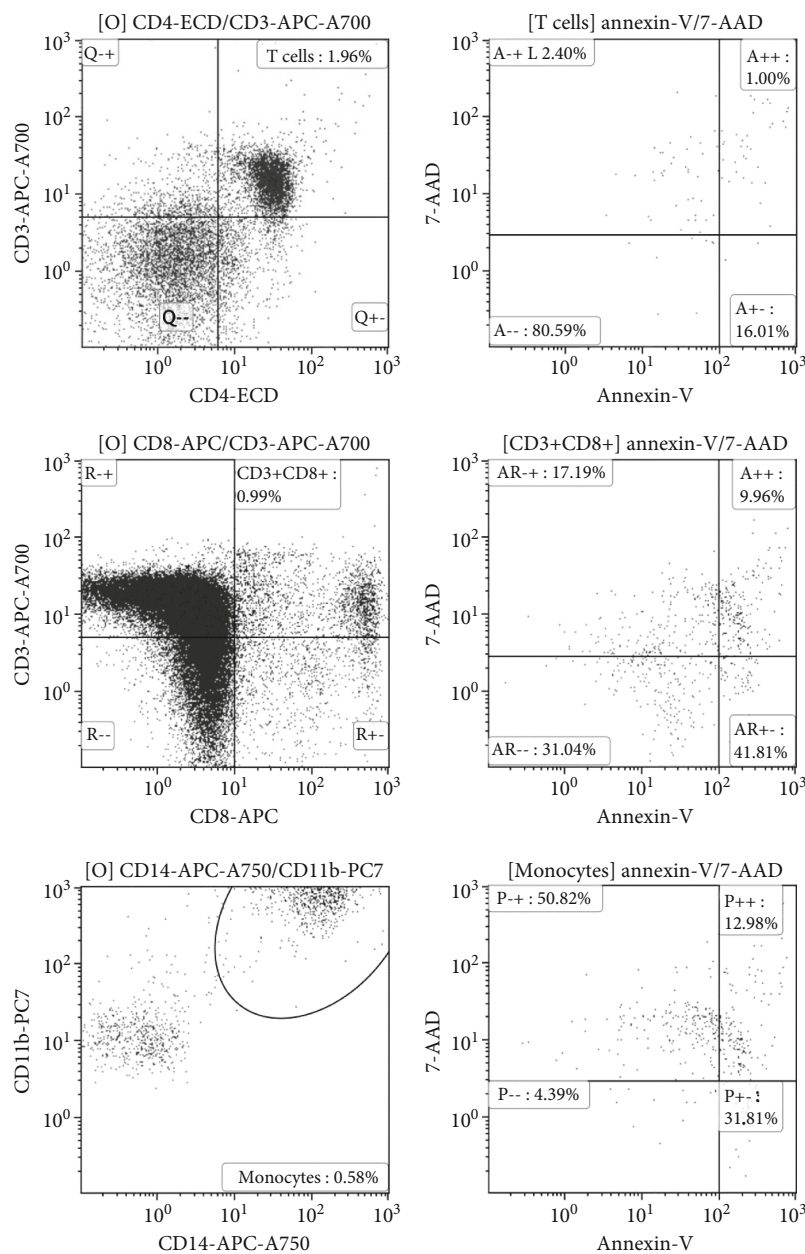 [O] CD4-ECD/CD3-APC-A700
Q-+
T cells : 1.96%
10³
10²
10¹
10⁰
CD3-APC-A700
Q--
Q+-
10⁰ 10¹ 10² 10³
CD4-ECD
[T cells] annexin-V/7-AAD
A-+ L 2.40%
A++ :
1.00%
10³
10²
10¹
10⁰
7-AAD
A-- : 80.59%
A+- :
16.01%
10⁰ 10¹ 10² 10³
Annexin-V
[O] CD8-APC/CD3-APC-A700
R-+
CD3+CD8+ :
0.99%
10³
10²
10¹
10⁰
CD3-APC-A700
R--
R+-
10⁰ 10¹ 10² 10³
CD8-APC
[CD3+CD8+] annexin-V/7-AAD
AR-+ : 17.19%
A++ :
9.96%
10³
10²
10¹
10⁰
7-AAD
AR-- : 31.04%
AR+- :
41.81%
10⁰ 10¹ 10² 10³
Annexin-V
[O] CD14-APC-A750/CD11b-PC7
10³
10²
10¹
10⁰
CD11b-PC7
Monocytes : 0.58%
10⁰ 10¹ 10² 10³
CD14-APC-A750
[Monocytes] annexin-V/7-AAD
P-+ : 50.82%
P++ :
12.98%
10³
10²
10¹
10⁰
7-AAD
P-- : 4.39%
P+- :
31.81%
10⁰ 10¹ 10² 10³
Annexin-V